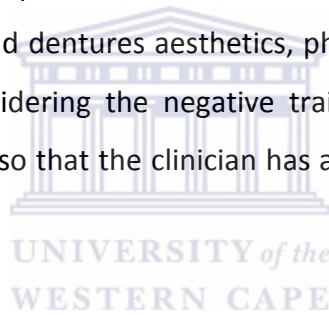 d dentures aesthetics, ph
idering the negative trai
so that the clinician has a
UNIVERSITY of the
WESTERN CAPE